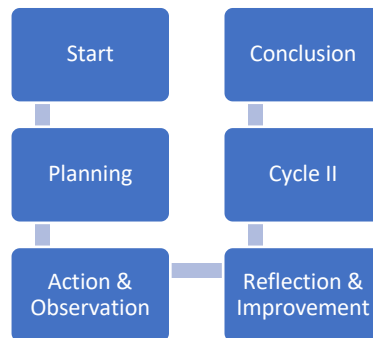 Start
Planning
Action &
Observation
Reflection &
Improvement
Cycle II
Conclusion